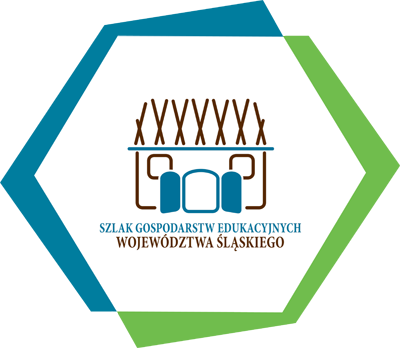 SZLAK GOSPODARSTW EDUKACYJNYCH
WOJEWÓDZTWA ŚLĄSKIEGO